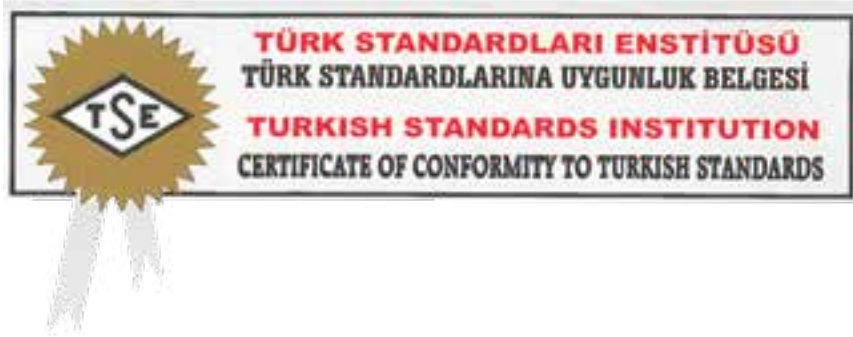 TSE
TÜRK STANDARDLARI ENSTİTÜSÜ
TÜRK STANDARDLARINA UYGUNLUK BELGESİ
TURKISH STANDARDS INSTITUTION
CERTIFICATE OF CONFORMITY TO TURKISH STANDARDS